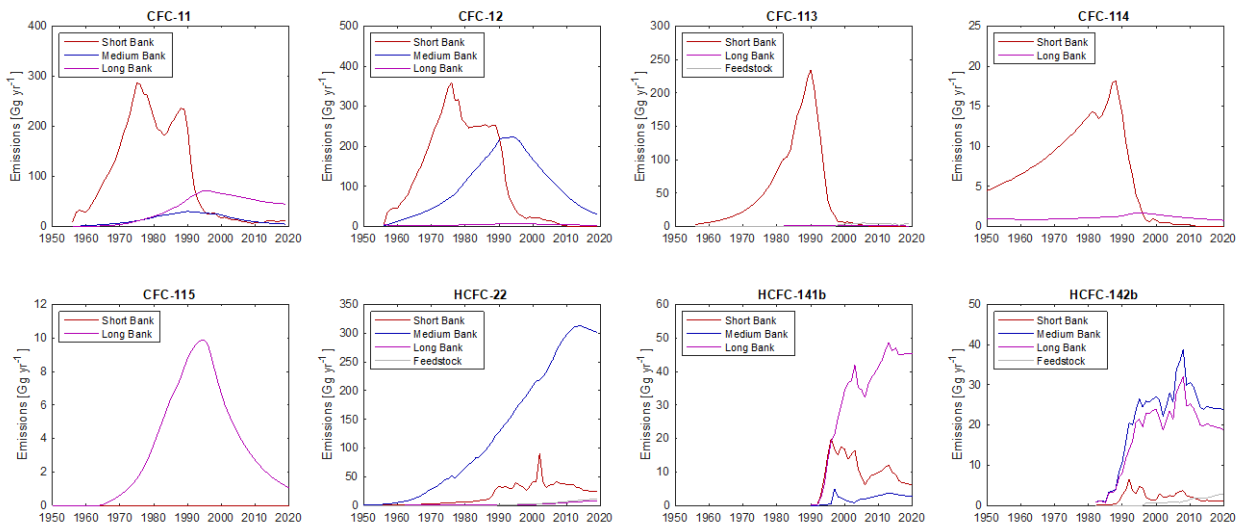 CFC-11
400
300
200
100
0
Emissions [Gg yr-1 ]
Short Bank
Medium Bank
Long Bank
1950 1960 1970 1980 1990 2000 2010 2020
CFC-12
500
400
300
200
100
0
Emissions [Gg yr-1 ]
Short Bank
Medium Bank
Long Bank
1950 1960 1970 1980 1990 2000 2010 2020
CFC-113
300
250
200
150
100
50
0
Emissions [Gg yr-1 ]
Short Bank
Long Bank
Feedstock
1950 1960 1970 1980 1990 2000 2010 2020
CFC-114
25
20
15
10
5
0
Emissions [Gg yr-1 ]
Short Bank
Long Bank
1950 1960 1970 1980 1990 2000 2010 2020
CFC-115
12
10
8
6
4
2
0
Emissions [Gg yr-1 ]
Short Bank
Long Bank
1950 1960 1970 1980 1990 2000 2010 2020
HCFC-22
350
300
250
200
150
100
50
0
Emissions [Gg yr-1 ]
Short Bank
Medium Bank
Long Bank
Feedstock
1950 1960 1970 1980 1990 2000 2010 2020
HCFC-141b
60
50
40
30
20
10
0
Emissions [Gg yr-1 ]
Short Bank
Medium Bank
Long Bank
1950 1960 1970 1980 1990 2000 2010 2020
HCFC-142b
50
40
30
20
10
0
Emissions [Gg yr-1 ]
Short Bank
Medium Bank
Long Bank
Feedstock
1950 1960 1970 1980 1990 2000 2010 2020